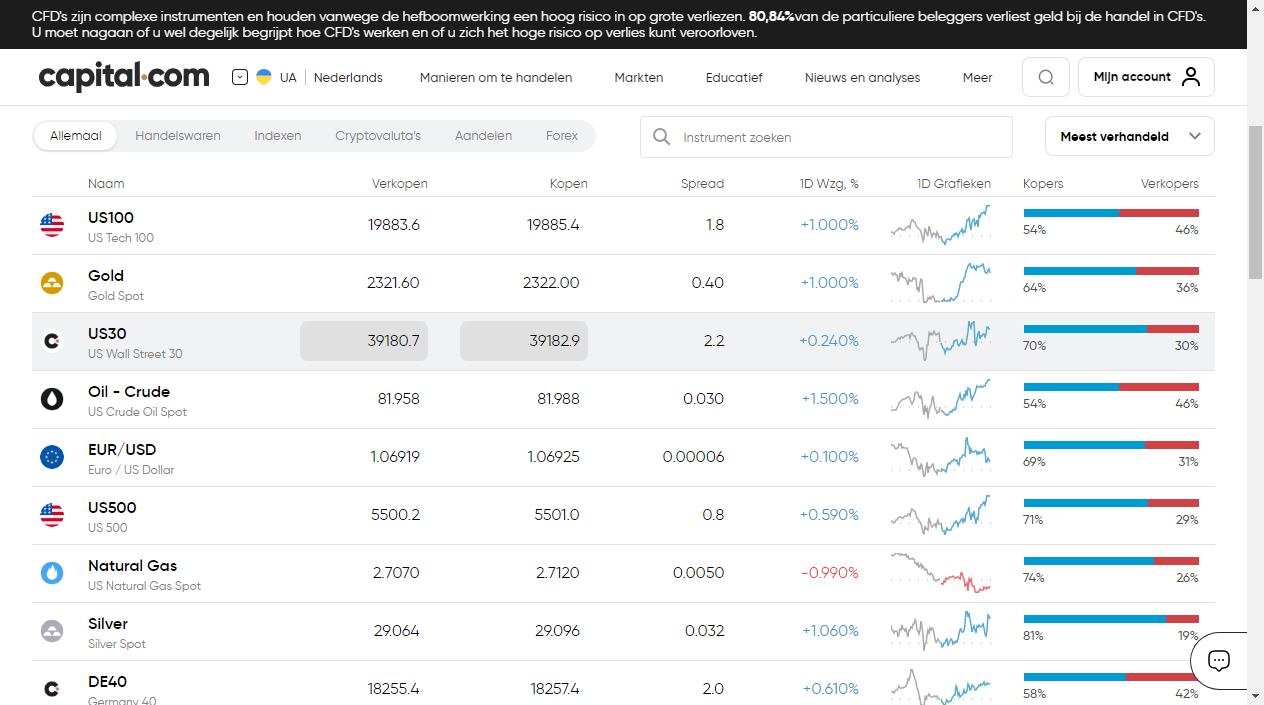 CFD's zijn complexe instrumenten en houden vanwege de hefboomwerking een hoog risico in op grote verliezen. 80,84%van de particuliere beleggers verliest geld bij de handel in CFD's.
U moet nagaan of u wel degelijk begrijpt hoe CFD's werken en of u zich het hoge risico op verlies kunt veroorloven.
capital.com UA Nederlands Manieren om te handelen Markten Educatief Nieuws en analyses Meer Mijn account
Allemaal Handelswaren Indexen Cryptovaluta's Aandelen Forex Instrument zoeken Meest verhandeld
Naam Verkopen Kopen Spread 1D Wzg, % 1D Grafieken Kopers Verkopers
US100 19883.6 19885.4 1.8 +1.000%
US Tech 100 54% 46%
Gold 2321.60 2322.00 0.40 +1.000%
Gold Spot 64% 36%
US30 39180.7 39182.9 2.2 +0.240%
US Wall Street 30 70% 30%
Oil - Crude 81.958 81.988 0.030 +1.500%
US Crude Oil Spot 54% 46%
EUR/USD 1.06919 1.06925 0.00006 +0.100%
Euro / US Dollar 69% 31%
US500 5500.2 5501.0 0.8 +0.590%
US 500 71% 29%
Natural Gas 2.7070 2.7120 0.0050 -0.990%
US Natural Gas Spot 74% 26%
Silver 29.064 29.096 0.032 +1.060%
Silver Spot 81% 19%
DE40 18255.4 18257.4 2.0 +0.610%
Germany 40 58% 42%